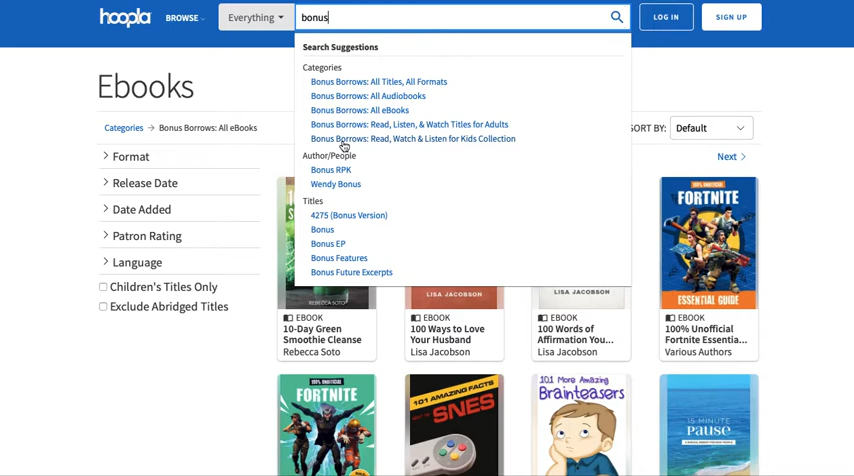 hoopla
BROWSE
Everything
bonus
LOG IN
SIGN UP
Search Suggestions
Categories
Bonus Borrows: All Titles, All Formats
Bonus Borrows: All Audiobooks
Bonus Borrows: All eBooks
Bonus Borrows: Read, Listen, & Watch Titles for Adults
Bonus Borrows: Read, Watch & Listen for Kids Collection
Author/People
Bonus RPK
Wendy Bonus
Titles
4275 (Bonus Version)
Bonus
Bonus EP
Bonus Features
Bonus Future Excerpts
Ebooks
Categories → Bonus Borrows: All eBooks
SORT BY:
Default
Next
Format
Release Date
Date Added
Patron Rating
Language
Children's Titles Only
Exclude Abridged Titles
REBECCA SOTO
LISA JACOBSON
LISA JACOBSON
100% UNOFFICIAL
FORTNITE
ESSENTIAL GUIDE
EBOOK
10-Day Green
Smoothie Cleanse
Rebecca Soto
EBOOK
100 Ways to Love
Your Husband
Lisa Jacobson
EBOOK
100 Words of
Affirmation You...
Lisa Jacobson
EBOOK
100% Unofficial
Fortnite Essentia...
Various Authors
100% UNOFFICIAL
FORTNITE
101 AMAZING FACTS
SNES
101 More Amazing
Brainteasers
15 MINUTE
PAUSE